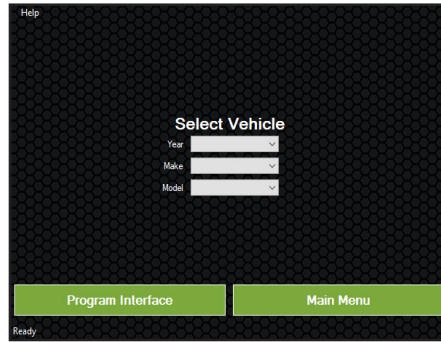 Help
Select Vehicle
Year
Make
Model
Program Interface
Main Menu
Ready